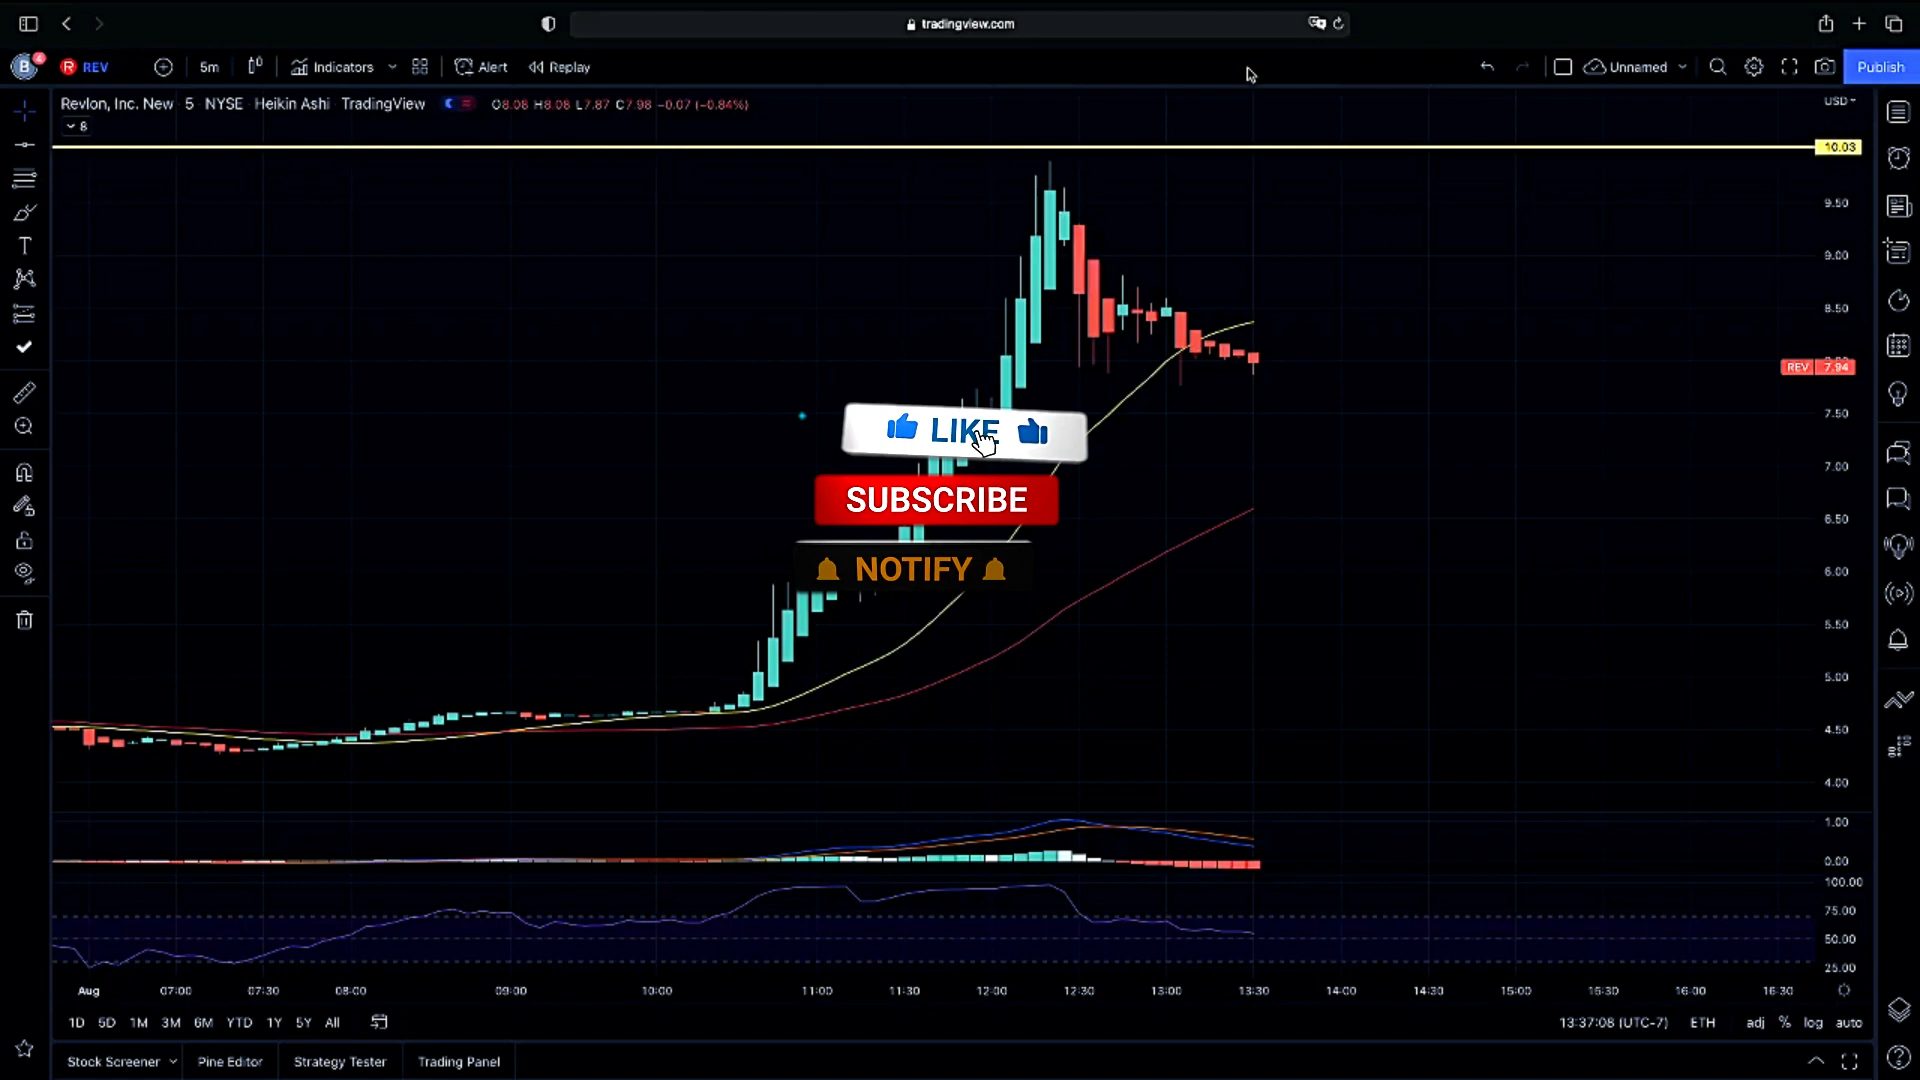 tradingview.com
B 4 REV 5m Indicators Alert Replay Unnamed Publish
Revlon, Inc. New 5 NYSE Heikin Ashi TradingView O8.08 H8.08 L7.87 C7.98 −0.07 (−0.84%) USD
8
10.03
9.50
9.00
8.50
REV 7.94
7.50
LIKE
7.00
SUBSCRIBE
6.50
NOTIFY
6.00
5.50
5.00
4.50
4.00
1.00
0.00
100.00
75.00
50.00
25.00
Aug 07:00 07:30 08:00 09:00 10:00 11:00 11:30 12:00 12:30 13:00 13:30 14:00 14:30 15:00 15:30 16:00 16:30
1D 5D 1M 3M 6M YTD 1Y 5Y All 13:37:08 (UTC-7) ETH adj % log auto
Stock Screener Pine Editor Strategy Tester Trading Panel